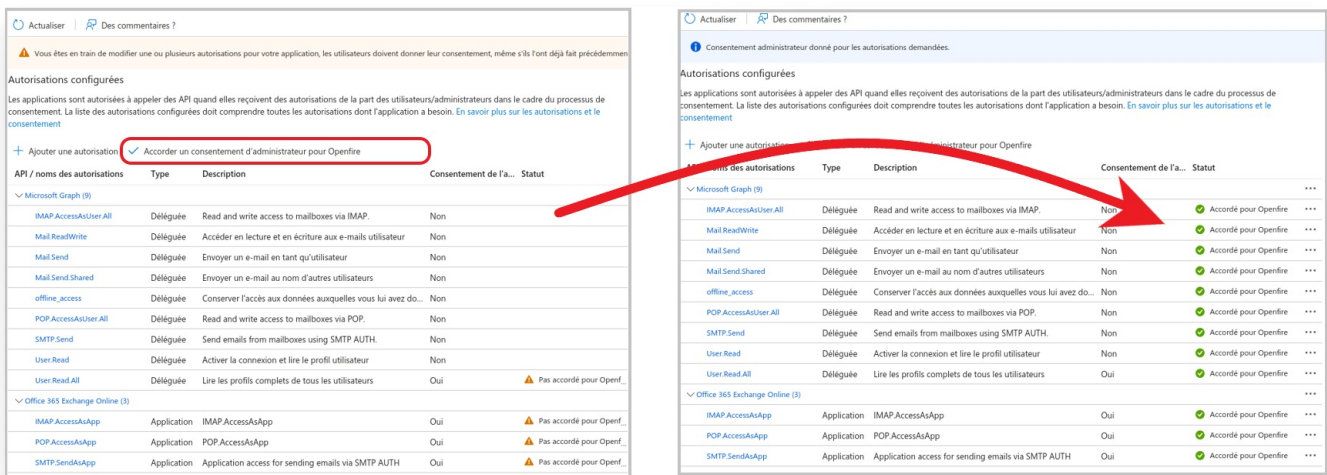 Actualiser Des commentaires ?
Vous êtes en train de modifier une ou plusieurs autorisations pour votre application, les utilisateurs doivent donner leur consentement, même s'ils l'ont déjà fait précédemmen
Autorisations configurées
Les applications sont autorisées à appeler des API quand elles reçoivent des autorisations de la part des utilisateurs/administrateurs dans le cadre du processus de
consentement. La liste des autorisations configurées doit comprendre toutes les autorisations dont l'application a besoin. En savoir plus sur les autorisations et le
consentement
Ajouter une autorisation Accorder un consentement d'administrateur pour Openfire
API / noms des autorisations Type Description Consentement de l'a... Statut
Microsoft Graph (9)
IMAP.AccessAsUser.All Déléguée Read and write access to mailboxes via IMAP. Non
Mail.ReadWrite Déléguée Accéder en lecture et en écriture aux e-mails utilisateur Non
Mail.Send Déléguée Envoyer un e-mail en tant qu'utilisateur Non
Mail.Send.Shared Déléguée Envoyer un e-mail au nom d'autres utilisateurs Non
offline_access Déléguée Conserver l'accès aux données auxquelles vous lui avez do... Non
POP.AccessAsUser.All Déléguée Read and write access to mailboxes via POP. Non
SMTP.Send Déléguée Send emails from mailboxes using SMTP AUTH. Non
User.Read Déléguée Activer la connexion et lire le profil utilisateur Non
User.Read.All Déléguée Lire les profils complets de tous les utilisateurs Oui Pas accordé pour Openf...
Office 365 Exchange Online (3)
IMAP.AccessAsApp Application IMAP.AccessAsApp Oui Pas accordé pour Openf...
POP.AccessAsApp Application POP.AccessAsApp Oui Pas accordé pour Openf...
SMTP.SendAsApp Application Application access for sending emails via SMTP AUTH Oui Pas accordé pour Openf...
Actualiser Des commentaires ?
Consentement administrateur donné pour les autorisations demandées.
Autorisations configurées
Les applications sont autorisées à appeler des API quand elles reçoivent des autorisations de la part des utilisateurs/administrateurs dans le cadre du processus de
consentement. La liste des autorisations configurées doit comprendre toutes les autorisations dont l'application a besoin. En savoir plus sur les autorisations et le
consentement
Ajouter une pour Openfire
noms des autorisations Type Description Consentement de l'a... Statut
Microsoft Graph (9)
IMAP.AccessAsUser.All Déléguée Read and write access to mailboxes via IMAP. Non Accordé pour Openfire
Mail.ReadWrite Déléguée Accéder en lecture et en écriture aux e-mails utilisateur Non Accordé pour Openfire
Mail.Send Déléguée Envoyer un e-mail en tant qu'utilisateur Non Accordé pour Openfire
Mail.Send.Shared Déléguée Envoyer un e-mail au nom d'autres utilisateurs Non Accordé pour Openfire
offline_access Déléguée Conserver l'accès aux données auxquelles vous lui avez do... Non Accordé pour Openfire
POP.AccessAsUser.All Déléguée Read and write access to mailboxes via POP. Non Accordé pour Openfire
SMTP.Send Déléguée Send emails from mailboxes using SMTP AUTH. Non Accordé pour Openfire
User.Read Déléguée Activer la connexion et lire le profil utilisateur Non Accordé pour Openfire
User.Read.All Déléguée Lire les profils complets de tous les utilisateurs Oui Accordé pour Openfire
Office 365 Exchange Online (3)
IMAP.AccessAsApp Application IMAP.AccessAsApp Oui Accordé pour Openfire
POP.AccessAsApp Application POP.AccessAsApp Oui Accordé pour Openfire
SMTP.SendAsApp Application Application access for sending emails via SMTP AUTH Oui Accordé pour Openfire